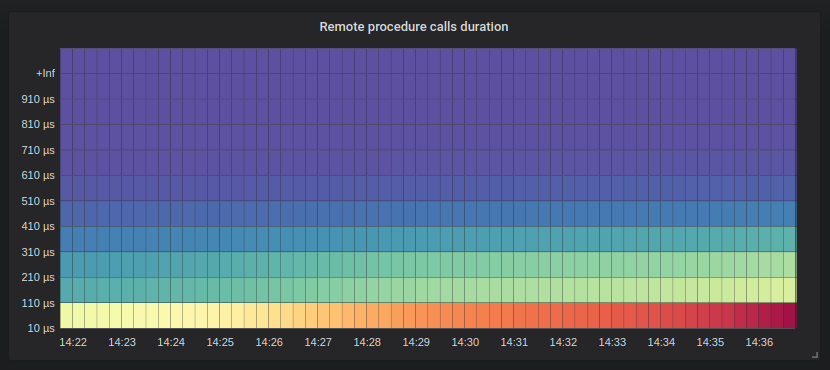 Remote procedure calls duration
+Inf
910 µs
810 µs
710 µs
610 µs
510 µs
410 µs
310 µs
210 µs
110 µs
10 µs
14:22 14:23 14:24 14:25 14:26 14:27 14:28 14:29 14:30 14:31 14:32 14:33 14:34 14:35 14:36